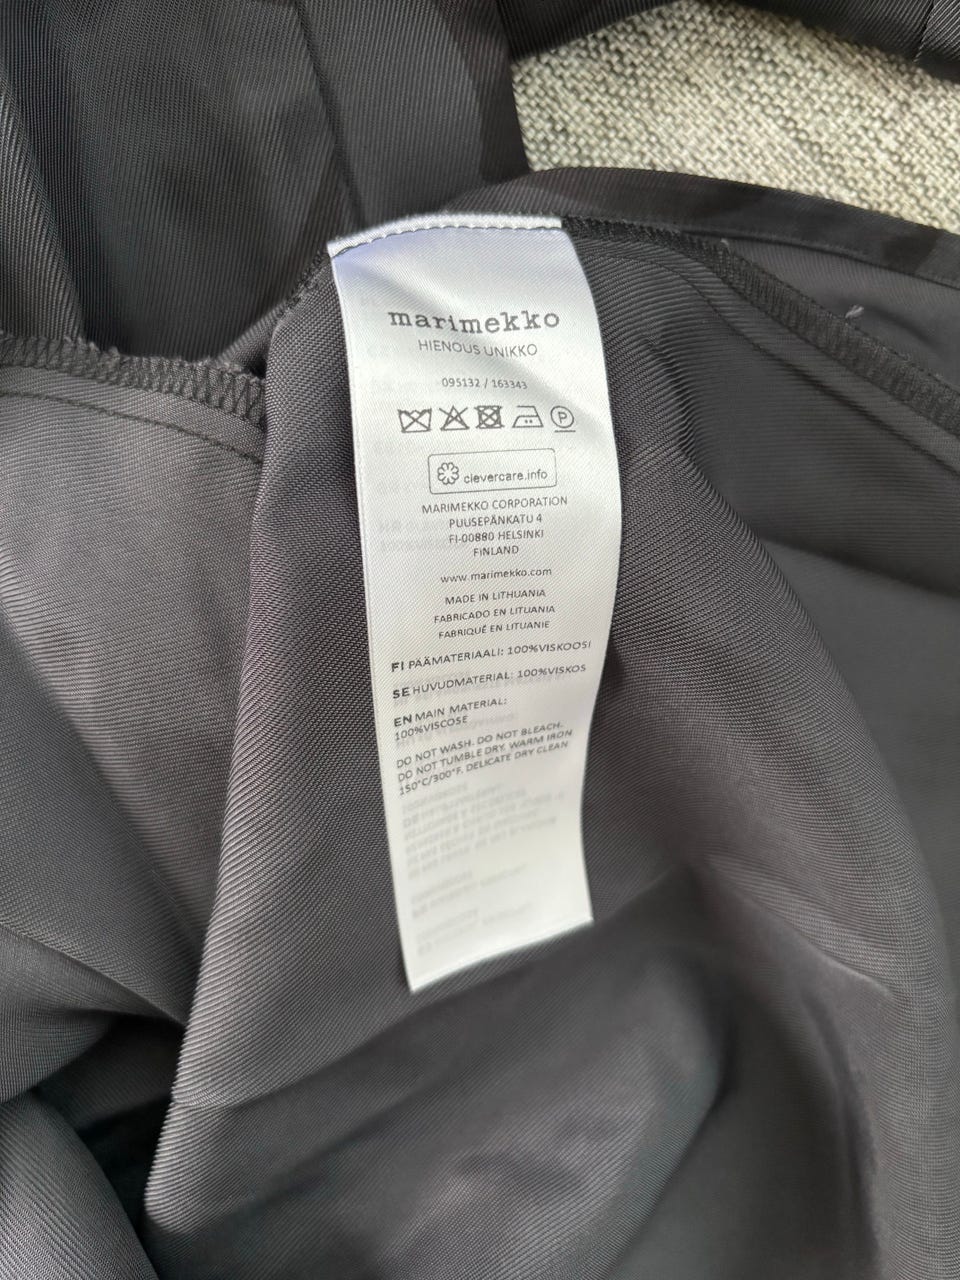 marimekko
HIENOUS UNIKKO
095132 / 163343
P
clevercare.info
MARIMEKKO CORPORATION
PUUSEPÄNKATU 4
FI-00880 HELSINKI
FINLAND
www.marimekko.com
MADE IN LITHUANIA
FABRICADO EN LITUANIA
FABRIQUÉ EN LITUANIE
FI PÄÄMATERIAALI: 100%VISKOOSI
SE HUVUDMATERIAL: 100%VISKOS
EN MAIN MATERIAL:
100%VISCOSE
DO NOT WASH. DO NOT BLEACH.
DO NOT TUMBLE DRY. WARM IRON
150°C/300°F. DELICATE DRY CLEAN